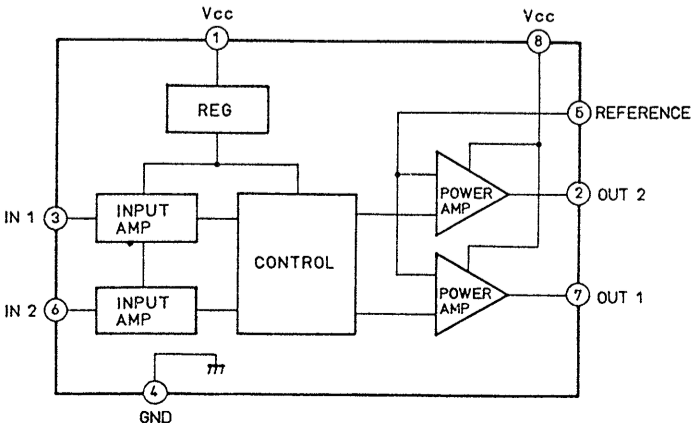 Vcc
Vcc
1
8
REG
5
REFERENCE
POWER
AMP
2
OUT 2
IN 1
3
INPUT
AMP
CONTROL
IN 2
6
INPUT
AMP
POWER
AMP
7
OUT 1
4
GND